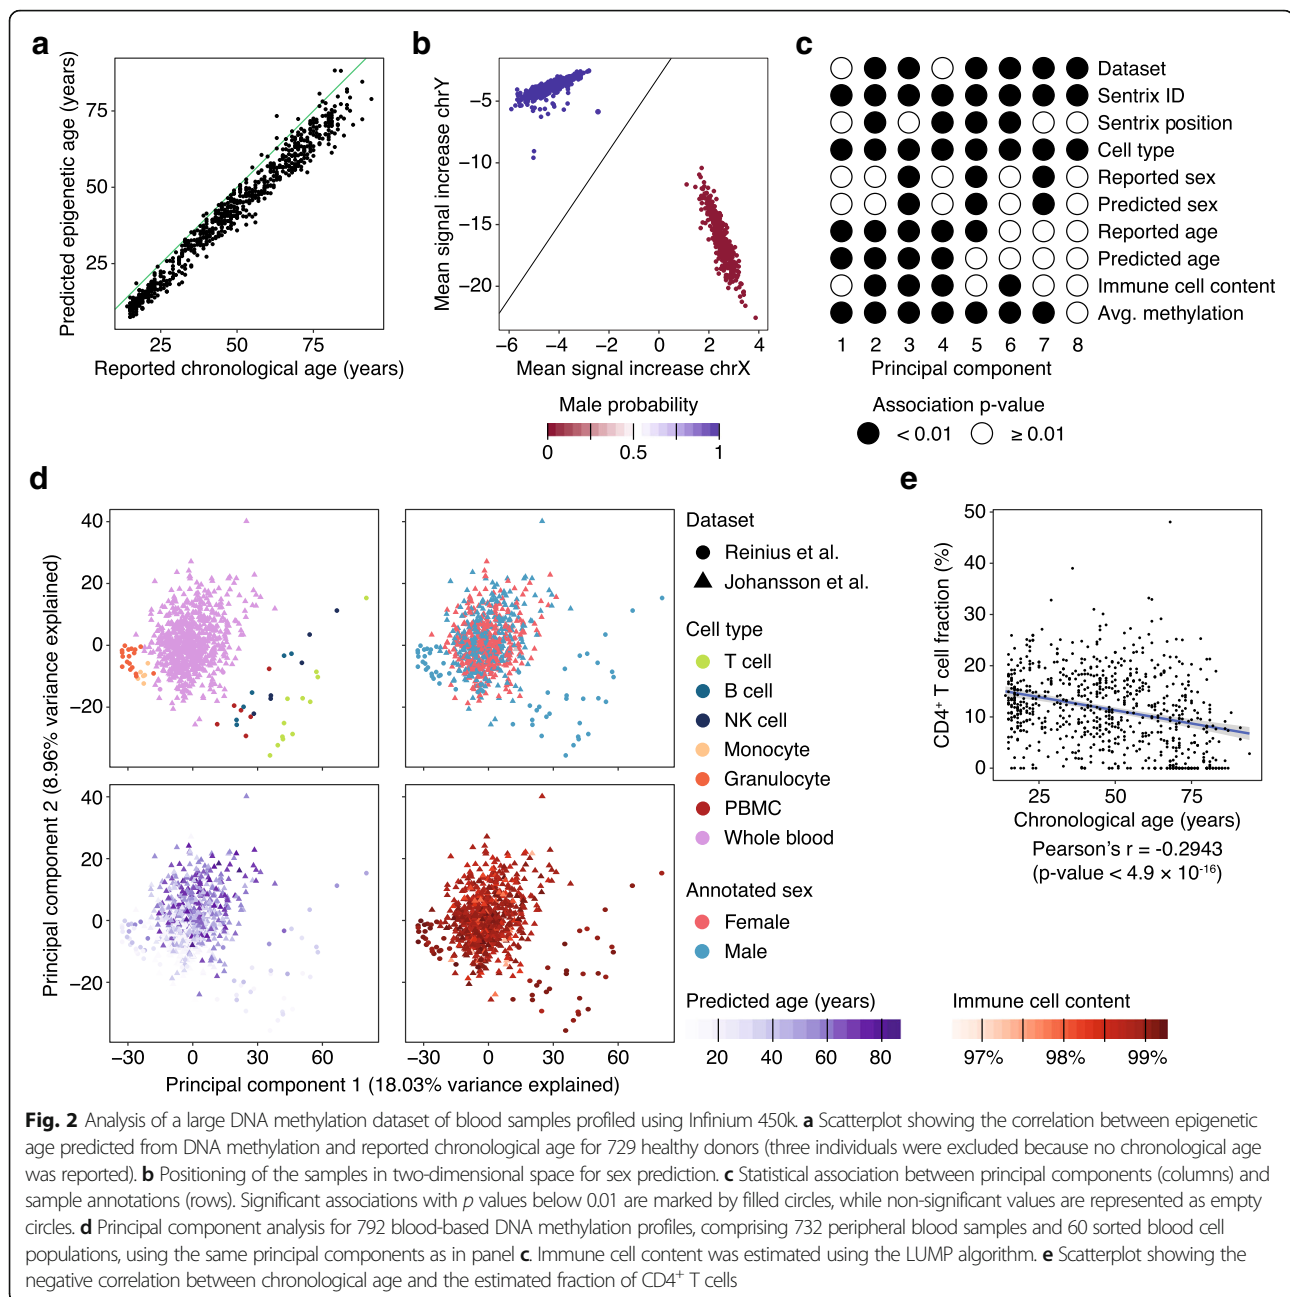 a
Predicted epigenetic age (years)
75
50
25
25 50 75
Reported chronological age (years)
b
Mean signal increase chrY
−5
−10
−15
−20
−6 −4 −2 0 2 4
Mean signal increase chrX
Male probability
0 0.5 1
c
Dataset
Sentrix ID
Sentrix position
Cell type
Reported sex
Predicted sex
Reported age
Predicted age
Immune cell content
Avg. methylation
1 2 3 4 5 6 7 8
Principal component
Association p-value
< 0.01 ≥ 0.01
d
Principal component 2 (8.96% variance explained)
40
20
0
−20
40
20
0
−20
−30 0 30 60 −30 0 30 60
Principal component 1 (18.03% variance explained)
Dataset
Reinius et al.
Johansson et al.
Cell type
T cell
B cell
NK cell
Monocyte
Granulocyte
PBMC
Whole blood
Annotated sex
Female
Male
Predicted age (years)
20 40 60 80
Immune cell content
97% 98% 99%
e
CD4⁺ T cell fraction (%)
50
40
30
20
10
0
25 50 75
Chronological age (years)
Pearson's r = -0.2943
(p-value < 4.9 × 10⁻¹⁶)
Fig. 2 Analysis of a large DNA methylation dataset of blood samples profiled using Infinium 450k. a Scatterplot showing the correlation between epigenetic
age predicted from DNA methylation and reported chronological age for 729 healthy donors (three individuals were excluded because no chronological age
was reported). b Positioning of the samples in two-dimensional space for sex prediction. c Statistical association between principal components (columns) and
sample annotations (rows). Significant associations with p values below 0.01 are marked by filled circles, while non-significant values are represented as empty
circles. d Principal component analysis for 792 blood-based DNA methylation profiles, comprising 732 peripheral blood samples and 60 sorted blood cell
populations, using the same principal components as in panel c. Immune cell content was estimated using the LUMP algorithm. e Scatterplot showing the
negative correlation between chronological age and the estimated fraction of CD4⁺ T cells